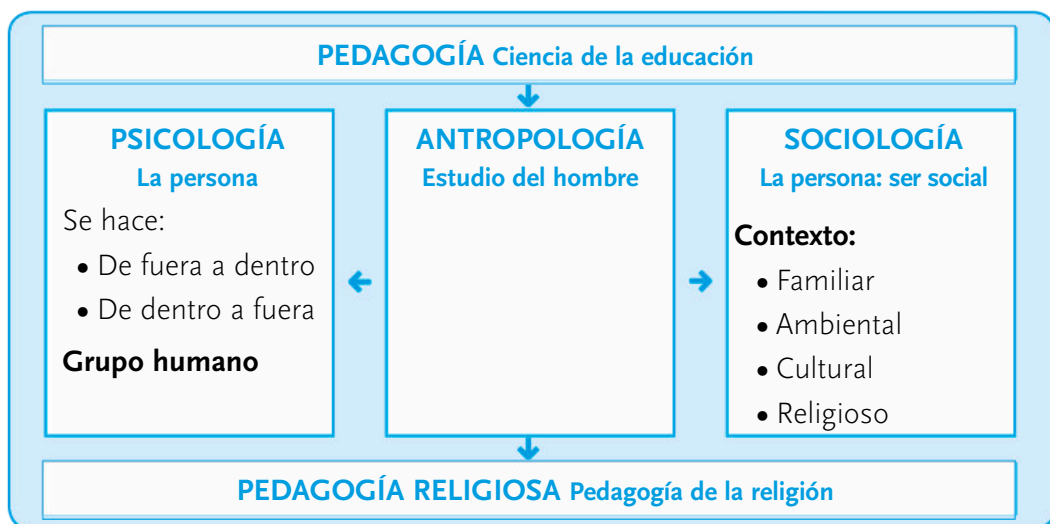 PEDAGOGÍA Ciencia de la educación
PSICOLOGÍA
La persona
Se hace:
• De fuera a dentro
• De dentro a fuera
Grupo humano
ANTROPOLOGÍA
Estudio del hombre
SOCIOLOGÍA
La persona: ser social
Contexto:
• Familiar
• Ambiental
• Cultural
• Religioso
PEDAGOGÍA RELIGIOSA Pedagogía de la religión